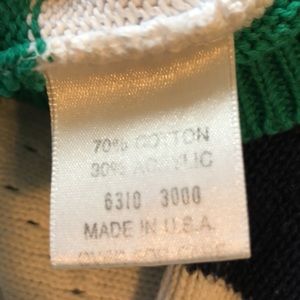 70% COTTON
30% ACRYLIC
6310 3000
MADE IN U.S.A.